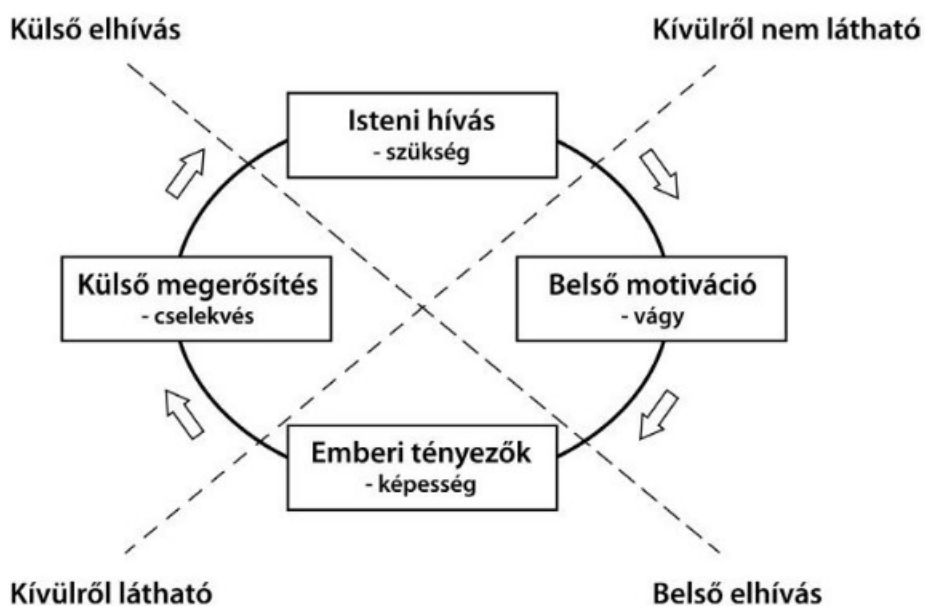 Külső elhívás
Kívülről nem látható
Isteni hívás
- szükség
Külső megerősítés
- cselekvés
Belső motiváció
- vágy
Emberi tényezők
- képesség
Kívülről látható
Belső elhívás